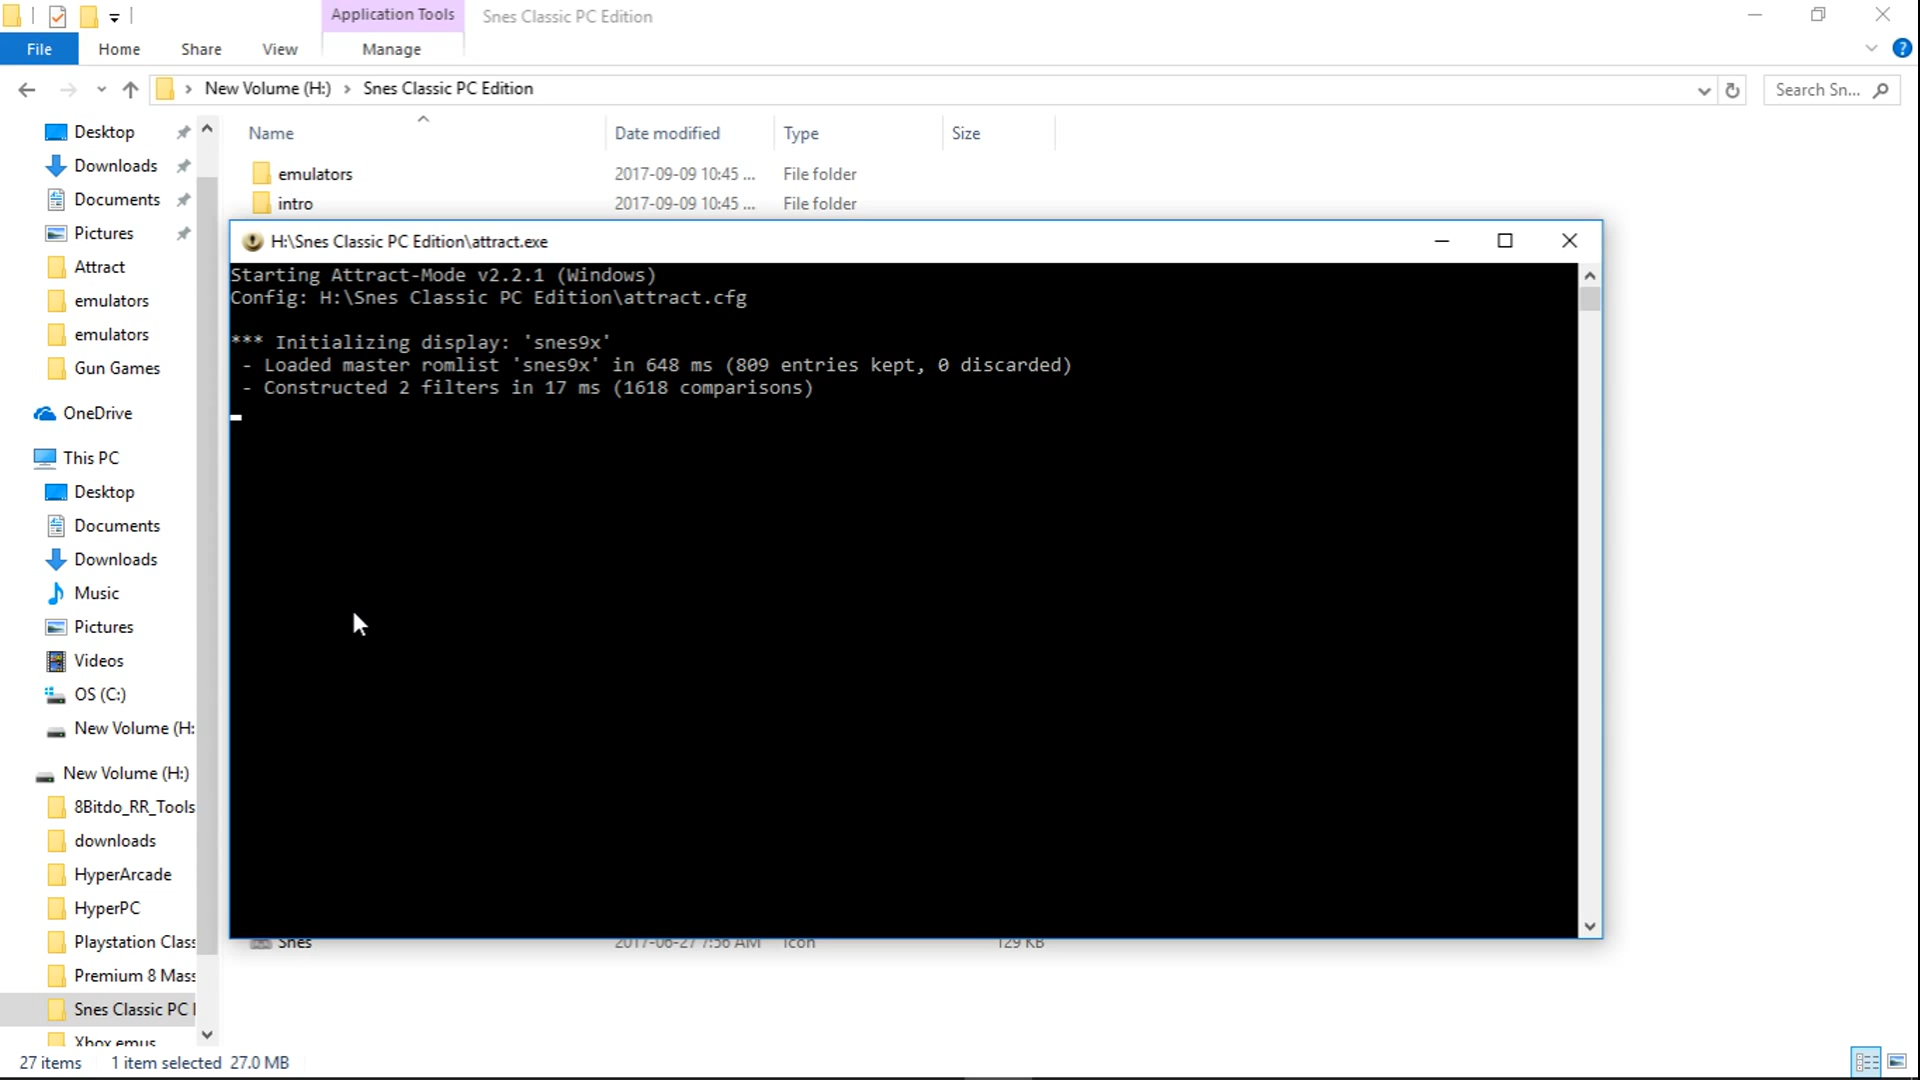 Application Tools
Snes Classic PC Edition
File
Home
Share
View
Manage
?
New Volume (H:) › Snes Classic PC Edition
Search Sn...
Name
Date modified
Type
Size
Desktop
Downloads
Documents
Pictures
Attract
emulators
emulators
Gun Games
OneDrive
This PC
Desktop
Documents
Downloads
Music
Pictures
Videos
OS (C:)
New Volume (H:
New Volume (H:)
8Bitdo_RR_Tools
downloads
HyperArcade
HyperPC
Playstation Class
Premium 8 Mass
Snes Classic PC
Xbox emus
emulators 2017-09-09 10:45 ... File folder
intro 2017-09-09 10:45 ... File folder
H:\Snes Classic PC Edition\attract.exe
Starting Attract-Mode v2.2.1 (Windows)
Config: H:\Snes Classic PC Edition\attract.cfg
*** Initializing display: 'snes9x'
- Loaded master romlist 'snes9x' in 648 ms (809 entries kept, 0 discarded)
- Constructed 2 filters in 17 ms (1618 comparisons)
Snes 2017-06-27 7:56 AM Icon 129 KB
27 items 1 item selected 27.0 MB